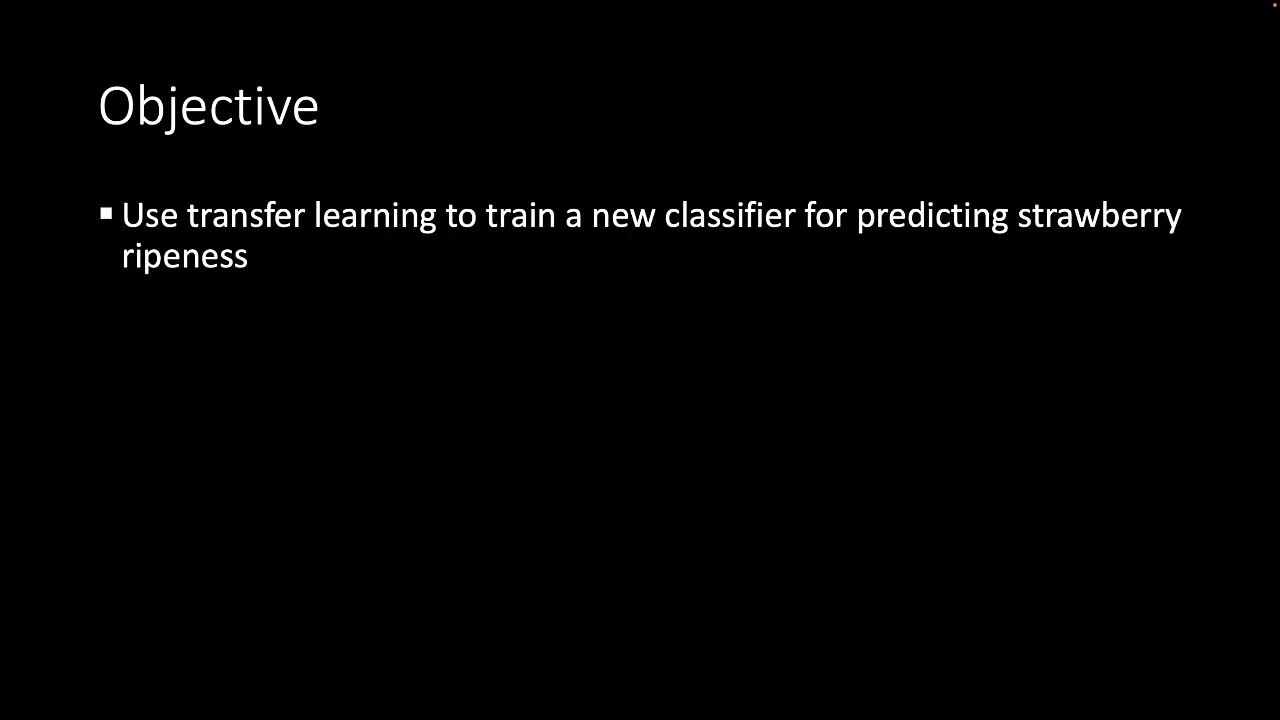 Objective
▪ Use transfer learning to train a new classifier for predicting strawberry
ripeness